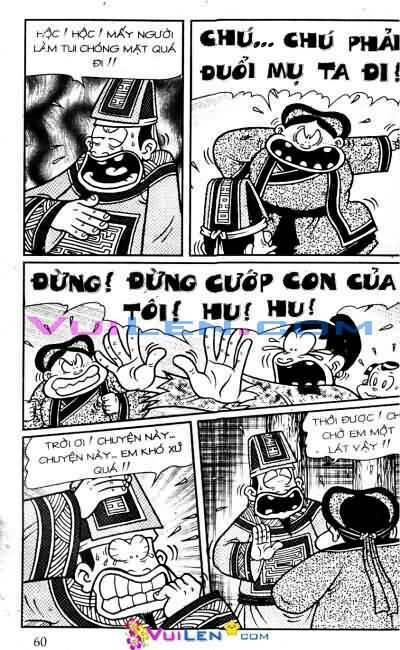 HỘC! HỘC! MẤY NGƯỜI
LÀM TUI CHÓNG MẶT QUÁ
ĐI!!
CHÚ... CHÚ PHẢI
ĐUỔI MỤ TA ĐI!
ĐỪNG! ĐỪNG CƯỚP CON CỦA
TÔI! HU! HU!
VUILEN.COM
TRỜI ƠI! CHUYỆN NÀY...
CHUYỆN NÀY... EM KHÓ XỬ
QUÁ!!
THÔI ĐƯỢC! CHỊ
CHỜ EM MỘT
LÁT VẬY!!
60
VUILEN.COM